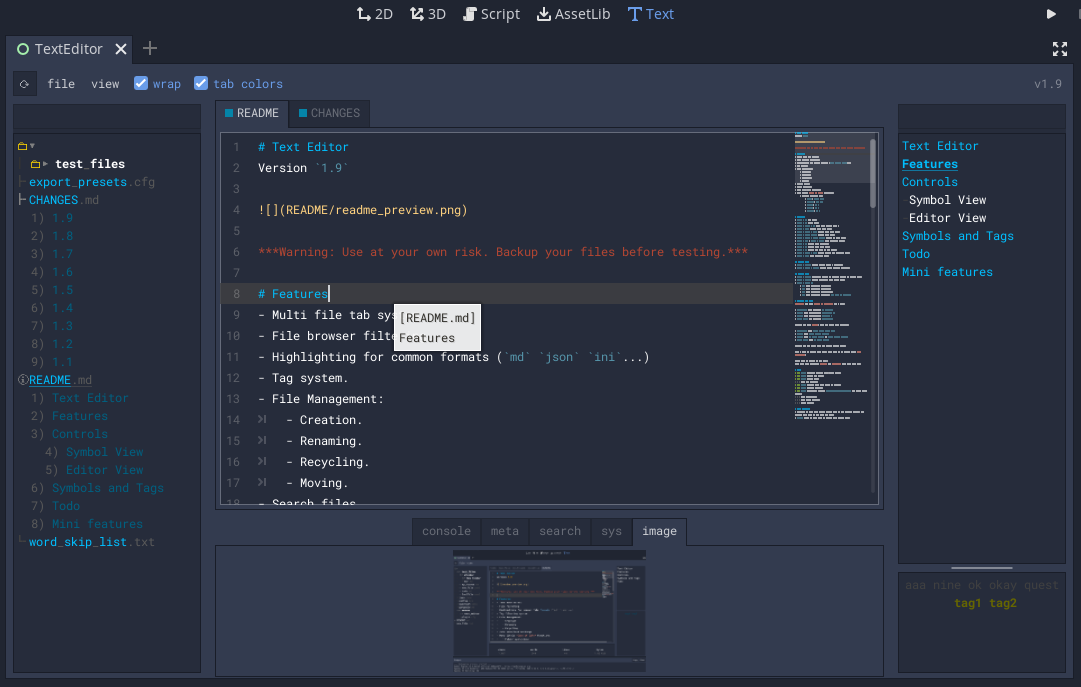 2D 3D Script AssetLib Text
TextEditor
file view wrap tab colors v1.9
test_files
export_presets.cfg
CHANGES.md
1) 1.9
2) 1.8
3) 1.7
4) 1.6
5) 1.5
6) 1.4
7) 1.3
8) 1.2
9) 1.1
README.md
1) Text Editor
2) Features
3) Controls
4) Symbol View
5) Editor View
6) Symbols and Tags
7) Todo
8) Mini features
word_skip_list.txt
README CHANGES
1 # Text Editor
2 Version `1.9`
3
4 ![](README/readme_preview.png)
5
6 ***Warning: Use at your own risk. Backup your files before testing.***
7
8 # Features
9 - Multi file tab sys
10 - File browser filte
11 - Highlighting for common formats (`md` `json` `ini`...)
12 - Tag system.
13 - File Management:
14 - Creation.
15 - Renaming.
16 - Recycling.
17 - Moving.
18 - Search files
[README.md]
Features
console meta search sys image
Text Editor
Features
Controls
Symbol View
Editor View
Symbols and Tags
Todo
Mini features
aaa nine ok okay quest
tag1 tag2